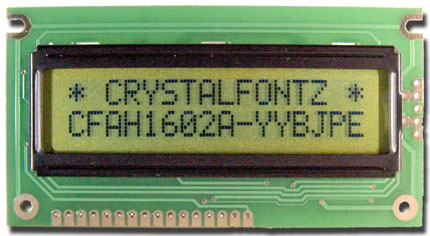 * CRYSTALFONTZ *
CFAH1602A-YYBJPE